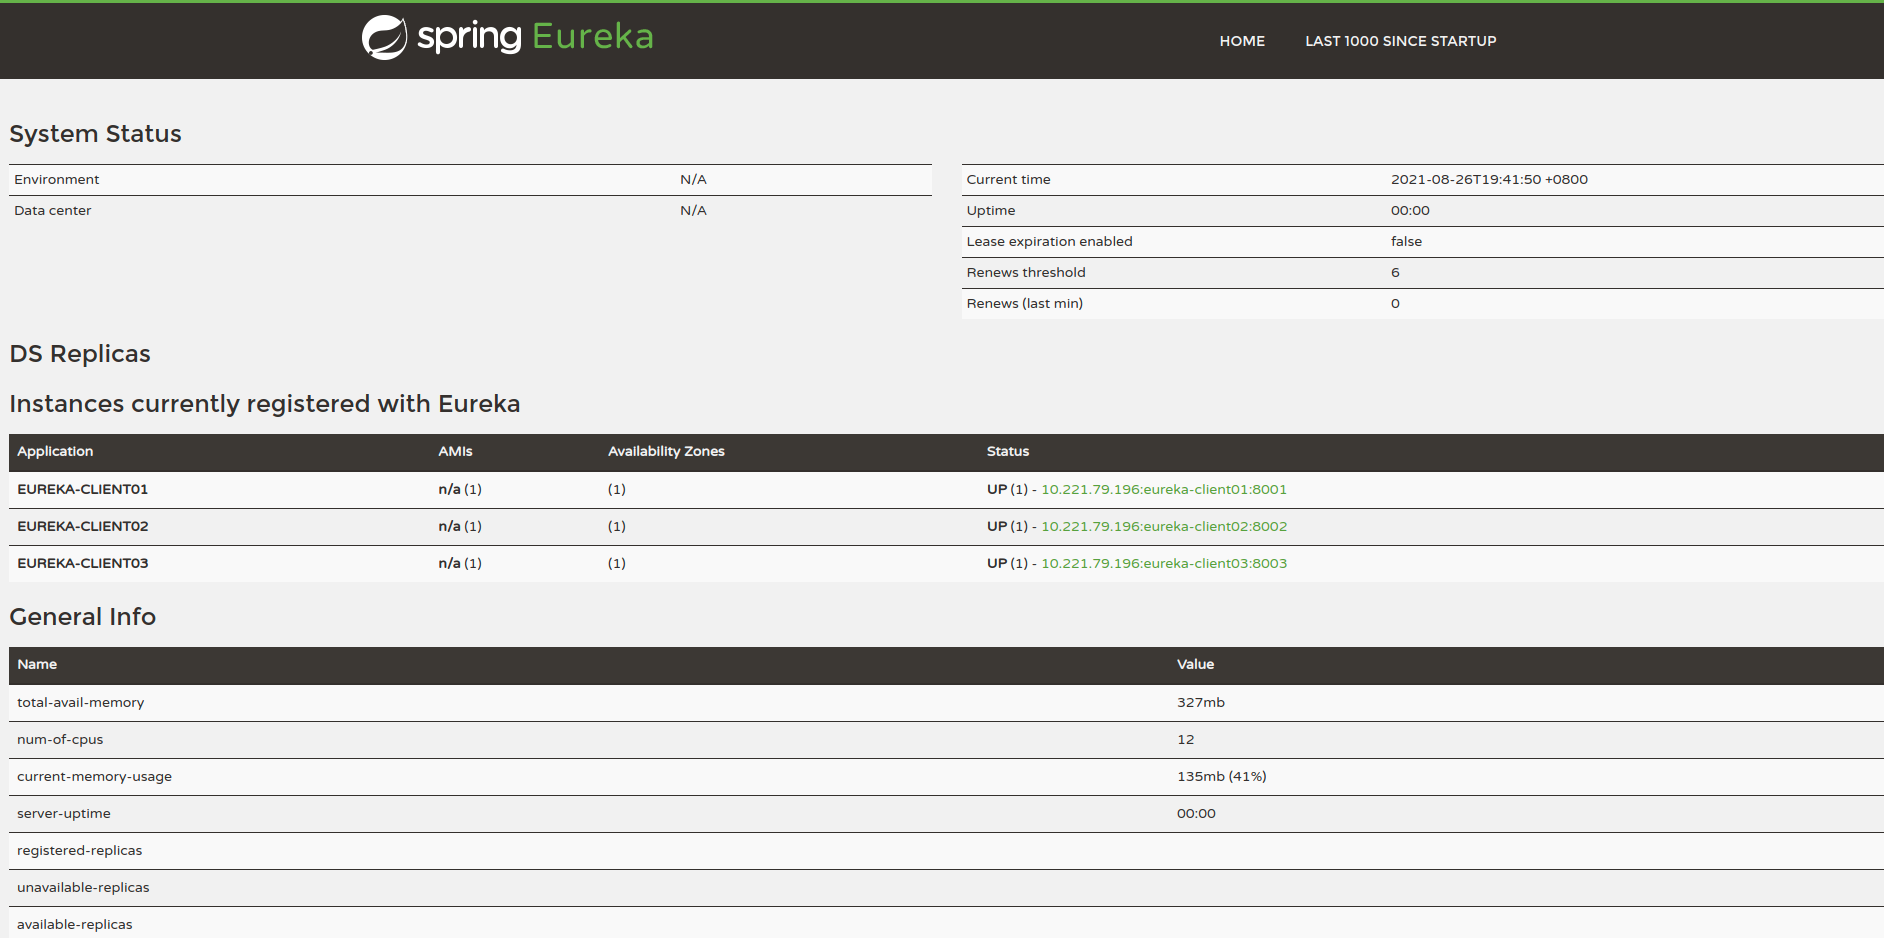 spring Eureka
HOME LAST 1000 SINCE STARTUP
System Status
Environment N/A
Data center N/A
Current time 2021-08-26T19:41:50 +0800
Uptime 00:00
Lease expiration enabled false
Renews threshold 6
Renews (last min) 0
DS Replicas
Instances currently registered with Eureka
Application AMIs Availability Zones Status
EUREKA-CLIENT01 n/a (1) (1) UP (1) - 10.221.79.196:eureka-client01:8001
EUREKA-CLIENT02 n/a (1) (1) UP (1) - 10.221.79.196:eureka-client02:8002
EUREKA-CLIENT03 n/a (1) (1) UP (1) - 10.221.79.196:eureka-client03:8003
General Info
Name Value
total-avail-memory 327mb
num-of-cpus 12
current-memory-usage 135mb (41%)
server-uptime 00:00
registered-replicas
unavailable-replicas
available-replicas